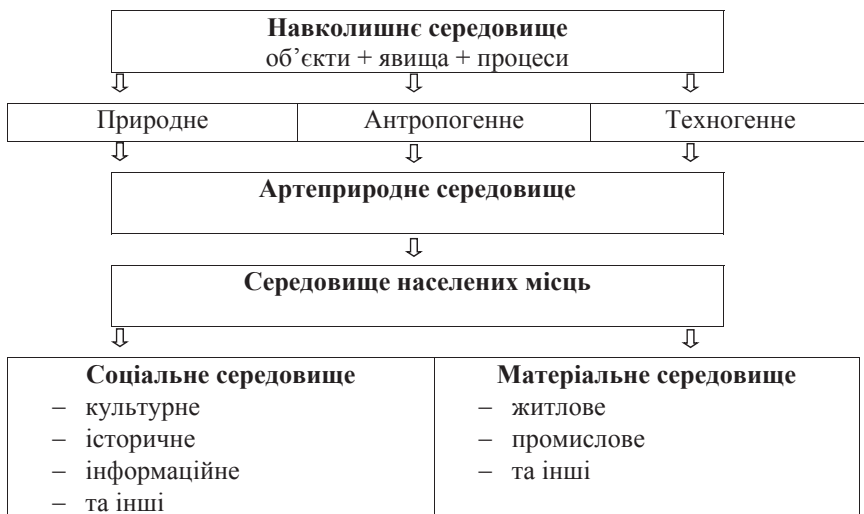 Навколишнє середовище
об’єкти + явища + процеси
Природне Антропогенне Техногенне
Артеприродне середовище
Середовище населених місць
Соціальне середовище
– культурне
– історичне
– інформаційне
– та інші
Матеріальне середовище
– житлове
– промислове
– та інші